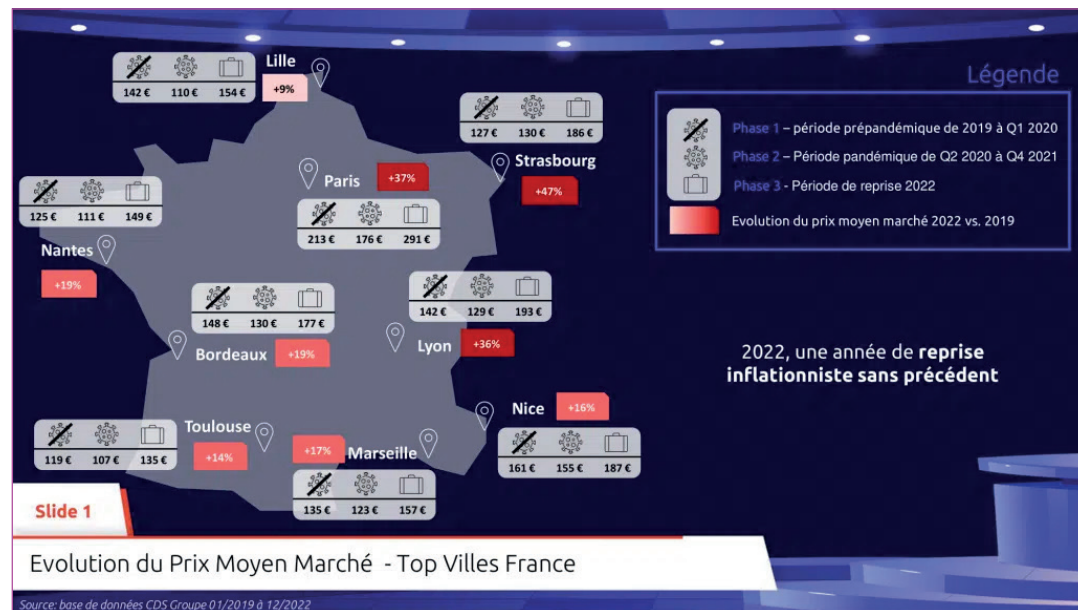 Lille
142 € 110 € 154 €
+9%
127 € 130 € 186 €
Strasbourg
+47%
Légende
Phase 1 – période prépandémique de 2019 à Q1 2020
Phase 2 – Période pandémique de Q2 2020 à Q4 2021
Phase 3 - Période de reprise 2022
Evolution du prix moyen marché 2022 vs. 2019
Paris
+37%
213 € 176 € 291 €
125 € 111 € 149 €
Nantes
+19%
148 € 130 € 177 €
Bordeaux
+19%
142 € 129 € 193 €
Lyon
+36%
2022, une année de reprise
inflationniste sans précédent
Nice
+16%
161 € 155 € 187 €
Toulouse
119 € 107 € 135 €
+14%
+17%
Marseille
135 € 123 € 157 €
Slide 1
Evolution du Prix Moyen Marché - Top Villes France
Source: base de données CDS Groupe 01/2019 à 12/2022